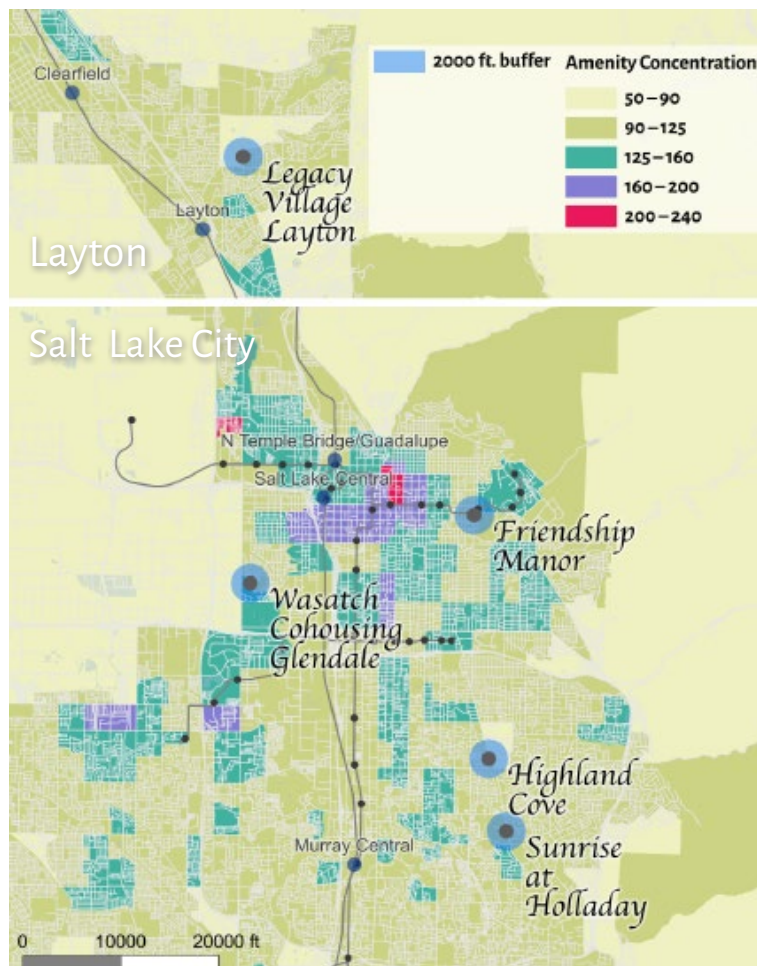 Clearfield
2000 ft. buffer
Amenity Concentration
50–90
90–125
125–160
160–200
200–240
Legacy
Village
Layton
Layton
Layton
Salt Lake City
N Temple Bridge/Guadalupe
Salt Lake Central
Friendship
Manor
Wasatch
Cohousing
Glendale
Highland
Cove
Murray Central
Sunrise
at
Holladay
0 10000 20000 ft